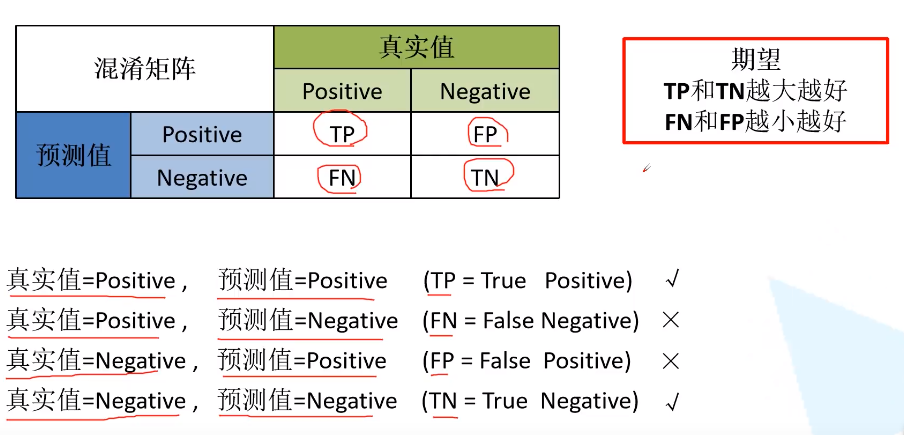 混淆矩阵
真实值
Positive Negative
预测值
Positive TP FP
Negative FN TN
期望
TP和TN越大越好
FN和FP越小越好
真实值=Positive , 预测值=Positive (TP = True Positive) √
真实值=Positive , 预测值=Negative (FN = False Negative) ×
真实值=Negative , 预测值=Positive (FP = False Positive) ×
真实值=Negative , 预测值=Negative (TN = True Negative) √